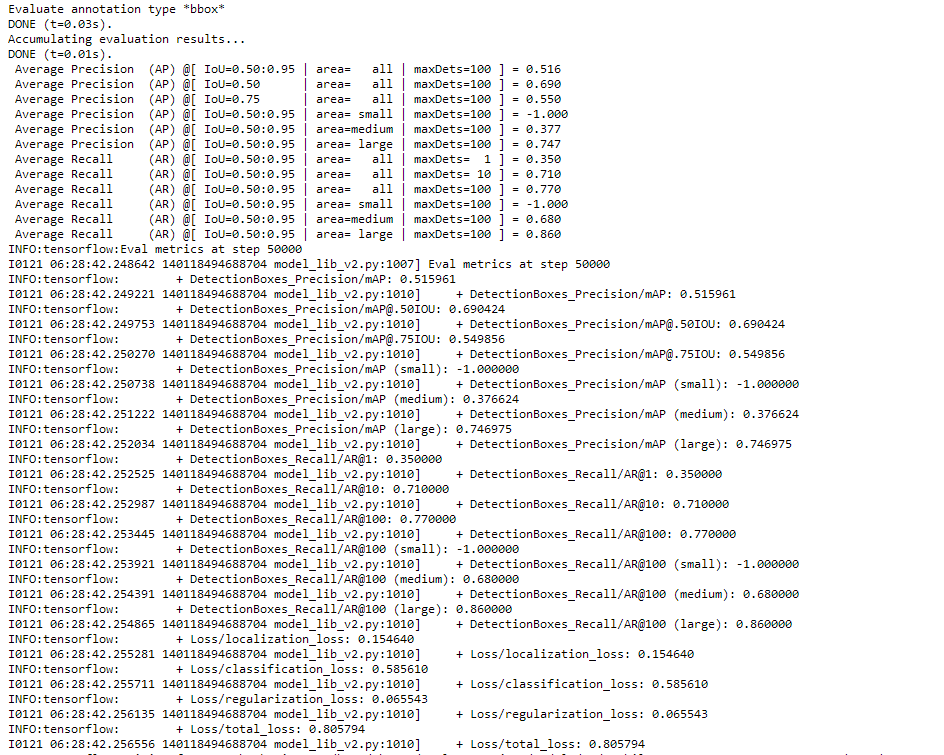 Evaluate annotation type *bbox*
DONE (t=0.03s).
Accumulating evaluation results...
DONE (t=0.01s).
 Average Precision  (AP) @[ IoU=0.50:0.95 | area=   all | maxDets=100 ] = 0.516
 Average Precision  (AP) @[ IoU=0.50      | area=   all | maxDets=100 ] = 0.690
 Average Precision  (AP) @[ IoU=0.75      | area=   all | maxDets=100 ] = 0.550
 Average Precision  (AP) @[ IoU=0.50:0.95 | area= small | maxDets=100 ] = -1.000
 Average Precision  (AP) @[ IoU=0.50:0.95 | area=medium | maxDets=100 ] = 0.377
 Average Precision  (AP) @[ IoU=0.50:0.95 | area= large | maxDets=100 ] = 0.747
 Average Recall     (AR) @[ IoU=0.50:0.95 | area=   all | maxDets=  1 ] = 0.350
 Average Recall     (AR) @[ IoU=0.50:0.95 | area=   all | maxDets= 10 ] = 0.710
 Average Recall     (AR) @[ IoU=0.50:0.95 | area=   all | maxDets=100 ] = 0.770
 Average Recall     (AR) @[ IoU=0.50:0.95 | area= small | maxDets=100 ] = -1.000
 Average Recall     (AR) @[ IoU=0.50:0.95 | area=medium | maxDets=100 ] = 0.680
 Average Recall     (AR) @[ IoU=0.50:0.95 | area= large | maxDets=100 ] = 0.860
INFO:tensorflow:Eval metrics at step 50000
I0121 06:28:42.248642 140118494688704 model_lib_v2.py:1007] Eval metrics at step 50000
INFO:tensorflow:        + DetectionBoxes_Precision/mAP: 0.515961
I0121 06:28:42.249221 140118494688704 model_lib_v2.py:1010]     + DetectionBoxes_Precision/mAP: 0.515961
INFO:tensorflow:        + DetectionBoxes_Precision/mAP@.50IOU: 0.690424
I0121 06:28:42.249753 140118494688704 model_lib_v2.py:1010]     + DetectionBoxes_Precision/mAP@.50IOU: 0.690424
INFO:tensorflow:        + DetectionBoxes_Precision/mAP@.75IOU: 0.549856
I0121 06:28:42.250270 140118494688704 model_lib_v2.py:1010]     + DetectionBoxes_Precision/mAP@.75IOU: 0.549856
INFO:tensorflow:        + DetectionBoxes_Precision/mAP (small): -1.000000
I0121 06:28:42.250738 140118494688704 model_lib_v2.py:1010]     + DetectionBoxes_Precision/mAP (small): -1.000000
INFO:tensorflow:        + DetectionBoxes_Precision/mAP (medium): 0.376624
I0121 06:28:42.251222 140118494688704 model_lib_v2.py:1010]     + DetectionBoxes_Precision/mAP (medium): 0.376624
INFO:tensorflow:        + DetectionBoxes_Precision/mAP (large): 0.746975
I0121 06:28:42.252034 140118494688704 model_lib_v2.py:1010]     + DetectionBoxes_Precision/mAP (large): 0.746975
INFO:tensorflow:        + DetectionBoxes_Recall/AR@1: 0.350000
I0121 06:28:42.252525 140118494688704 model_lib_v2.py:1010]     + DetectionBoxes_Recall/AR@1: 0.350000
INFO:tensorflow:        + DetectionBoxes_Recall/AR@10: 0.710000
I0121 06:28:42.252987 140118494688704 model_lib_v2.py:1010]     + DetectionBoxes_Recall/AR@10: 0.710000
INFO:tensorflow:        + DetectionBoxes_Recall/AR@100: 0.770000
I0121 06:28:42.253445 140118494688704 model_lib_v2.py:1010]     + DetectionBoxes_Recall/AR@100: 0.770000
INFO:tensorflow:        + DetectionBoxes_Recall/AR@100 (small): -1.000000
I0121 06:28:42.253921 140118494688704 model_lib_v2.py:1010]     + DetectionBoxes_Recall/AR@100 (small): -1.000000
INFO:tensorflow:        + DetectionBoxes_Recall/AR@100 (medium): 0.680000
I0121 06:28:42.254391 140118494688704 model_lib_v2.py:1010]     + DetectionBoxes_Recall/AR@100 (medium): 0.680000
INFO:tensorflow:        + DetectionBoxes_Recall/AR@100 (large): 0.860000
I0121 06:28:42.254865 140118494688704 model_lib_v2.py:1010]     + DetectionBoxes_Recall/AR@100 (large): 0.860000
INFO:tensorflow:        + Loss/localization_loss: 0.154640
I0121 06:28:42.255281 140118494688704 model_lib_v2.py:1010]     + Loss/localization_loss: 0.154640
INFO:tensorflow:        + Loss/classification_loss: 0.585610
I0121 06:28:42.255711 140118494688704 model_lib_v2.py:1010]     + Loss/classification_loss: 0.585610
INFO:tensorflow:        + Loss/regularization_loss: 0.065543
I0121 06:28:42.256135 140118494688704 model_lib_v2.py:1010]     + Loss/regularization_loss: 0.065543
INFO:tensorflow:        + Loss/total_loss: 0.805794
I0121 06:28:42.256556 140118494688704 model_lib_v2.py:1010]     + Loss/total_loss: 0.805794